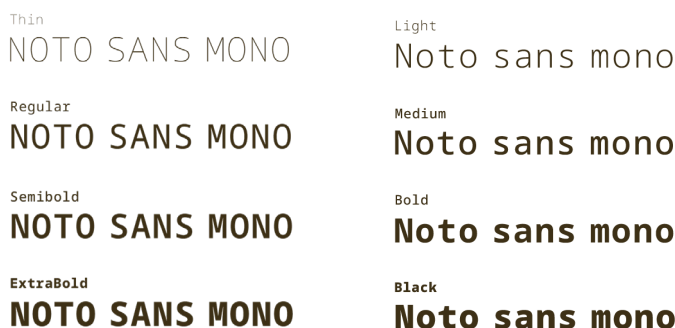 Thin
NOTO SANS MONO
Light
Noto sans mono
Regular
NOTO SANS MONO
Medium
Noto sans mono
Semibold
NOTO SANS MONO
Bold
Noto sans mono
ExtraBold
NOTO SANS MONO
Black
Noto sans mono